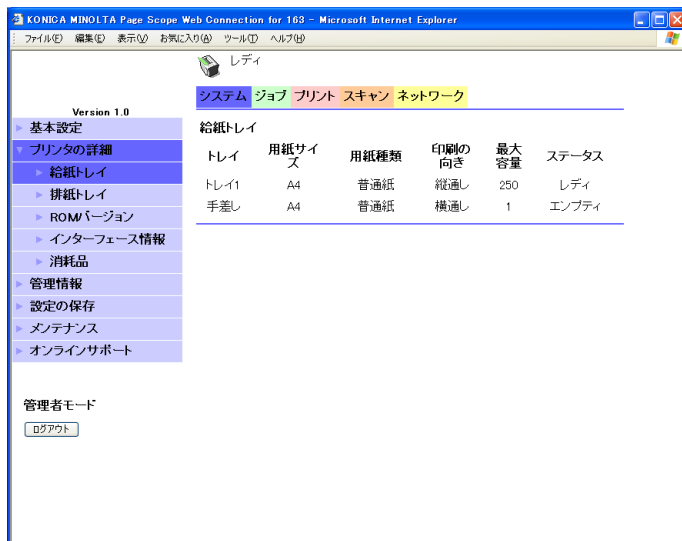 KONICA MINOLTA Page Scope Web Connection for 163 - Microsoft Internet Explorer
ファイル(F) 編集(E) 表示(V) お気に入り(A) ツール(T) ヘルプ(H)
レディ
システム ジョブ プリント スキャン ネットワーク
Version 1.0
基本設定
プリンタの詳細
給紙トレイ
排紙トレイ
ROMバージョン
インターフェース情報
消耗品
管理情報
設定の保存
メンテナンス
オンラインサポート
管理者モード
ログアウト
給紙トレイ
トレイ 用紙サイズ 用紙種類 印刷の向き 最大容量 ステータス
トレイ1 A4 普通紙 縦通し 250 レディ
手差し A4 普通紙 横通し 1 エンプティ